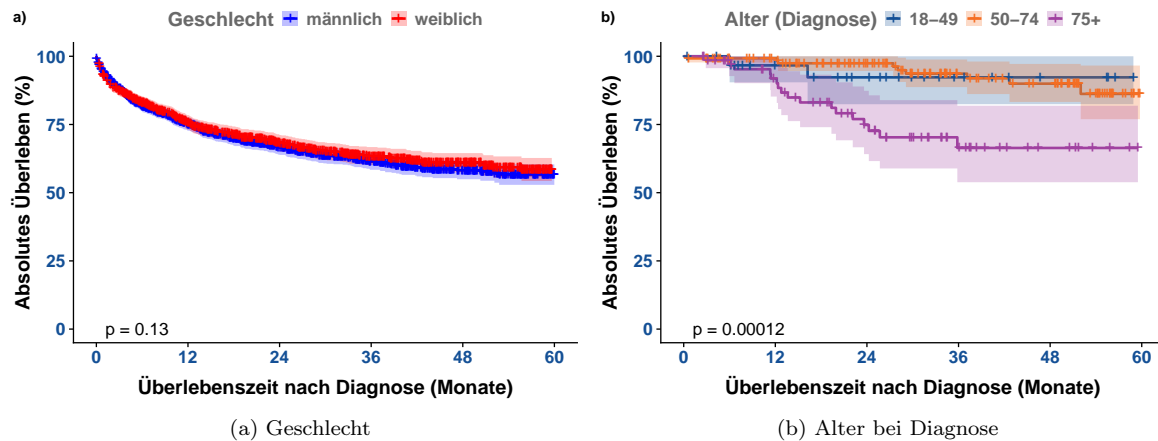 a)
Geschlecht männlich weiblich
100
75
50
25
0
Absolutes Überleben (%)
p = 0.13
0 12 24 36 48 60
Überlebenszeit nach Diagnose (Monate)
(a) Geschlecht
b)
Alter (Diagnose) 18−49 50−74 75+
100
75
50
25
0
Absolutes Überleben (%)
p = 0.00012
0 12 24 36 48 60
Überlebenszeit nach Diagnose (Monate)
(b) Alter bei Diagnose